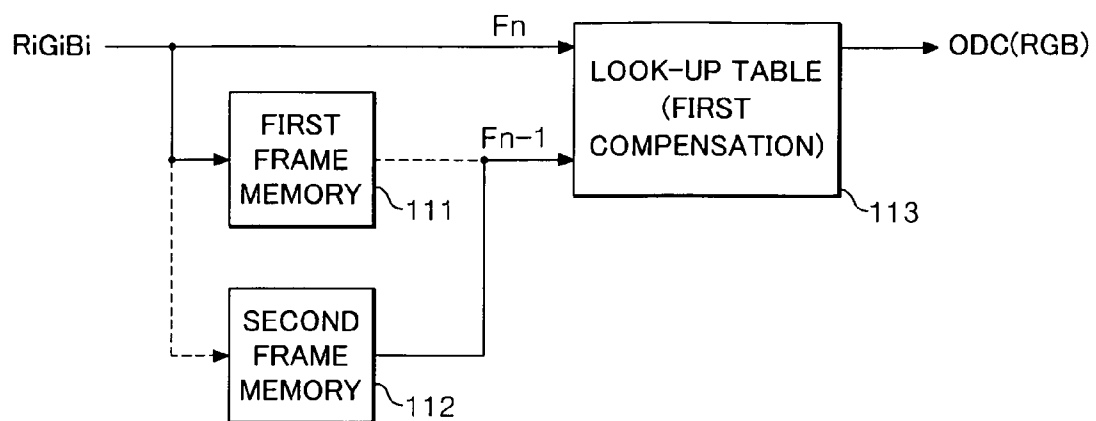 RiGiBi
Fn
ODC(RGB)
LOOK-UP TABLE
(FIRST
COMPENSATION)
FIRST
FRAME
MEMORY
Fn-1
111
113
SECOND
FRAME
MEMORY
112